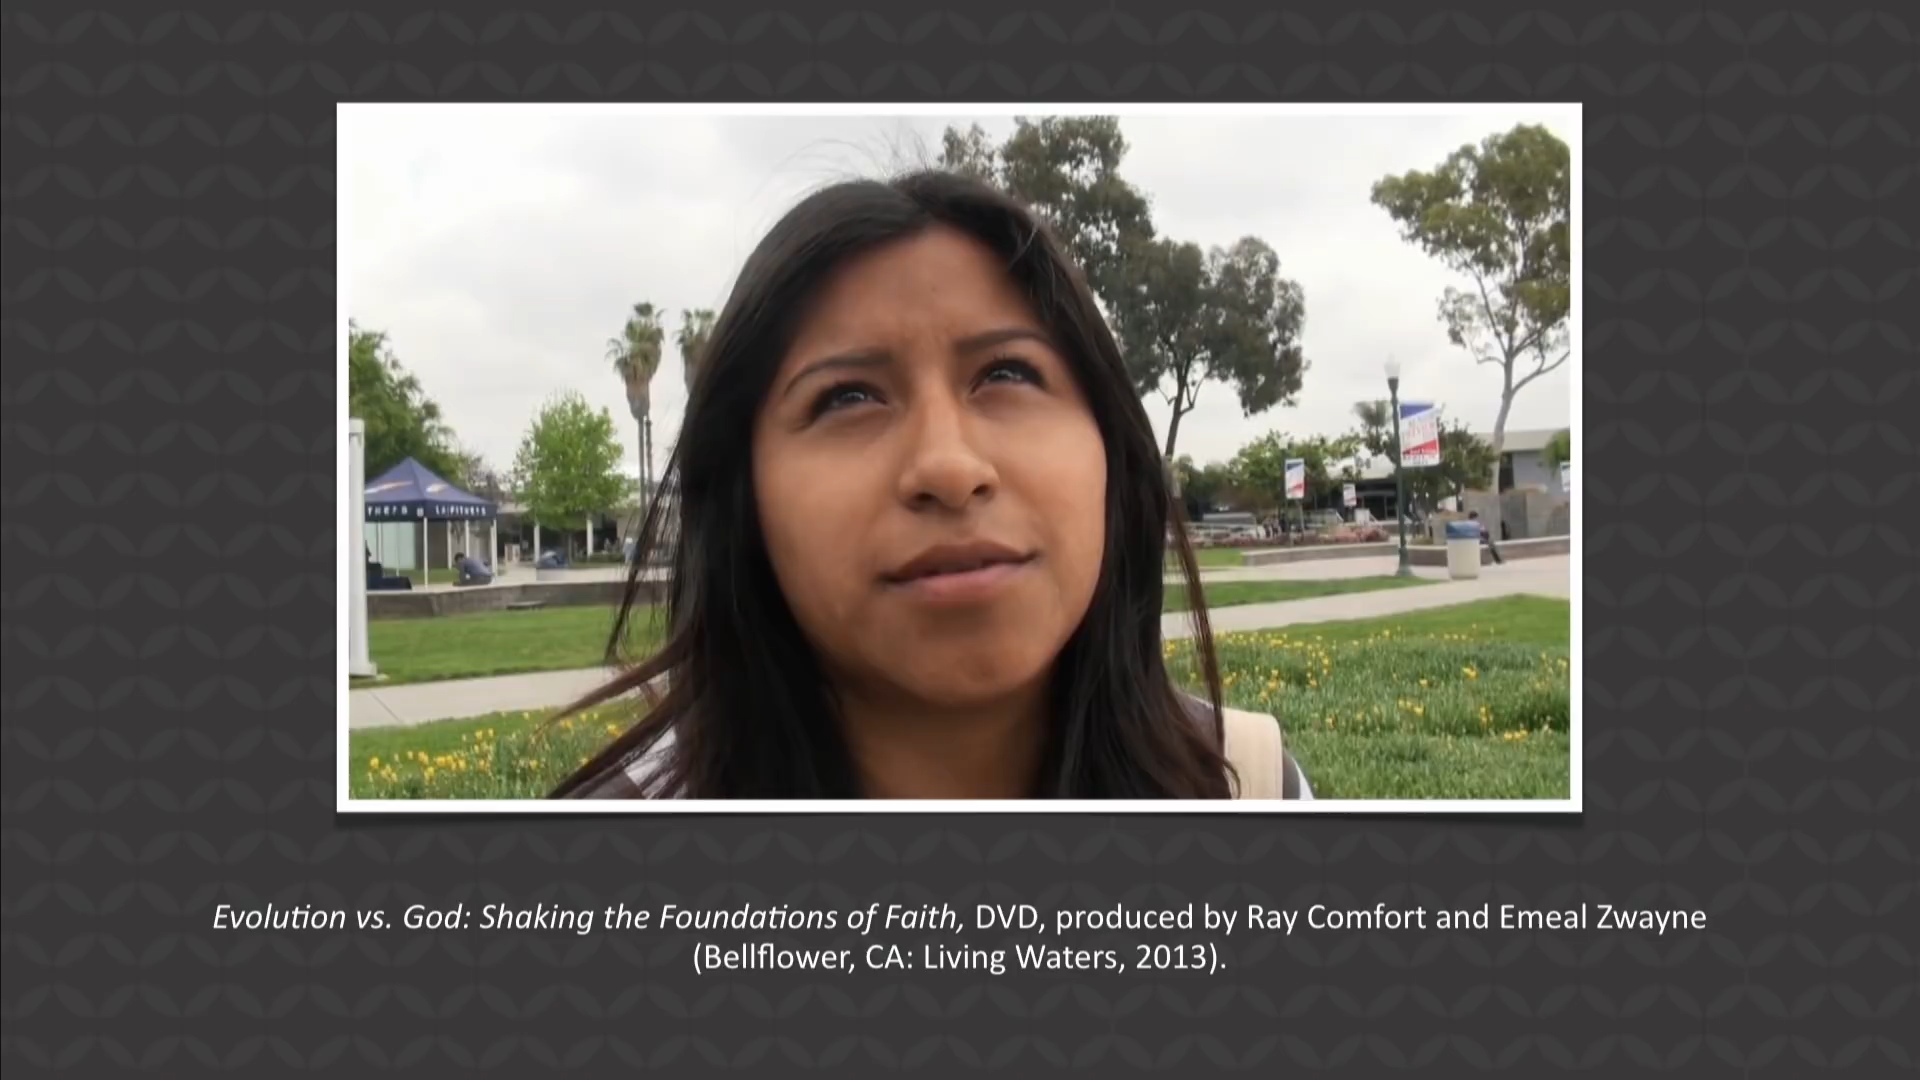 Evolution vs. God: Shaking the Foundations of Faith, DVD, produced by Ray Comfort and Emeal Zwayne
(Bellflower, CA: Living Waters, 2013).